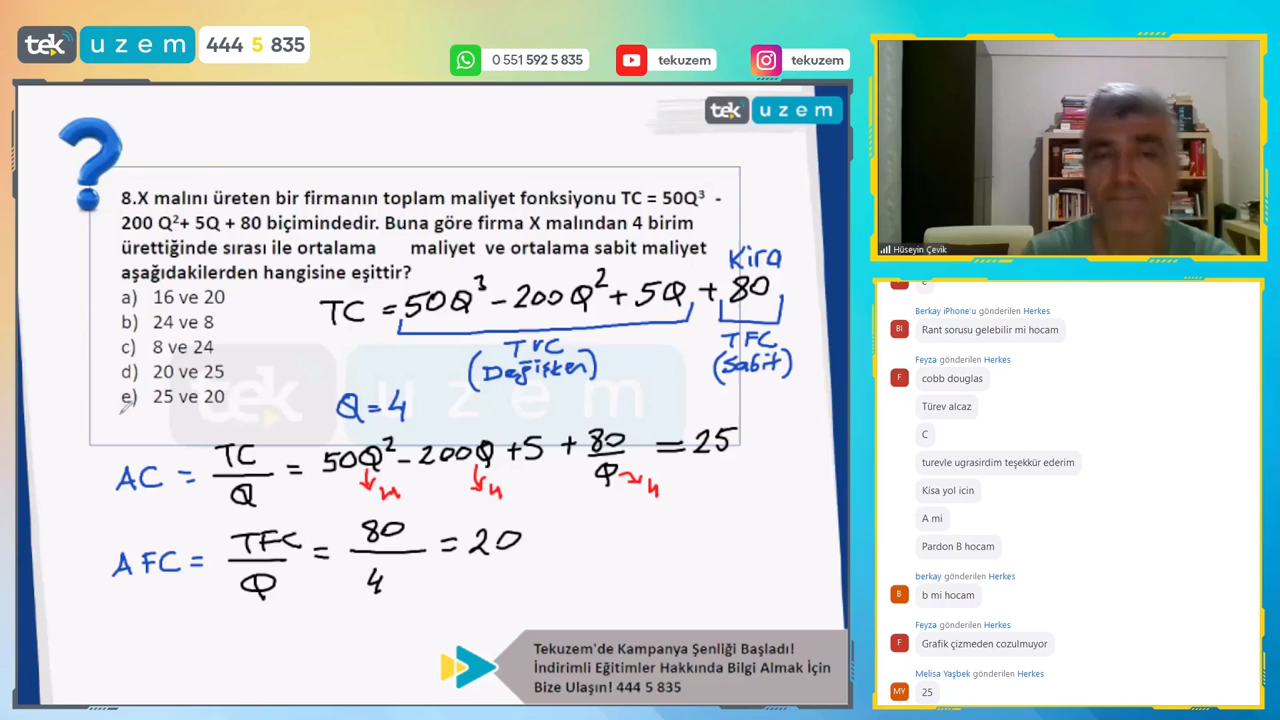 tek uzem 444 5 835
0 551 592 5 835
tekuzem
tekuzem
tek uzem
8.X malını üreten bir firmanın toplam maliyet fonksiyonu TC = 50Q³ -
200 Q²+ 5Q + 80 biçimindedir. Buna göre firma X malından 4 birim
ürettiğinde sırası ile ortalama maliyet ve ortalama sabit maliyet
aşağıdakilerden hangisine eşittir?
a) 16 ve 20
b) 24 ve 8
c) 8 ve 24
d) 20 ve 25
e) 25 ve 20
Kira
TC = 50Q³ - 200Q² + 5Q + 80
TVC
(Değişken)
TFC
(Sabit)
tek uzem
Q = 4
AC = TC/Q = 50Q² - 200Q + 5 + 80/Q = 25
4 4 4
AFC = TFC/Q = 80/4 = 20
Tekuzem'de Kampanya Şenliği Başladı!
İndirimli Eğitimler Hakkında Bilgi Almak İçin
Bize Ulaşın! 444 5 835
Hüseyin Çevik
c
Berkay iPhone'u gönderilen Herkes
BI Rant sorusu gelebilir mi hocam
Feyza gönderilen Herkes
F cobb douglas
Türev alcaz
C
turevle ugrasirdim teşekkür ederim
Kisa yol icin
A mi
Pardon B hocam
berkay gönderilen Herkes
B b mi hocam
Feyza gönderilen Herkes
F Grafik çizmeden cozulmuyor
Melisa Yaşbek gönderilen Herkes
MY 25